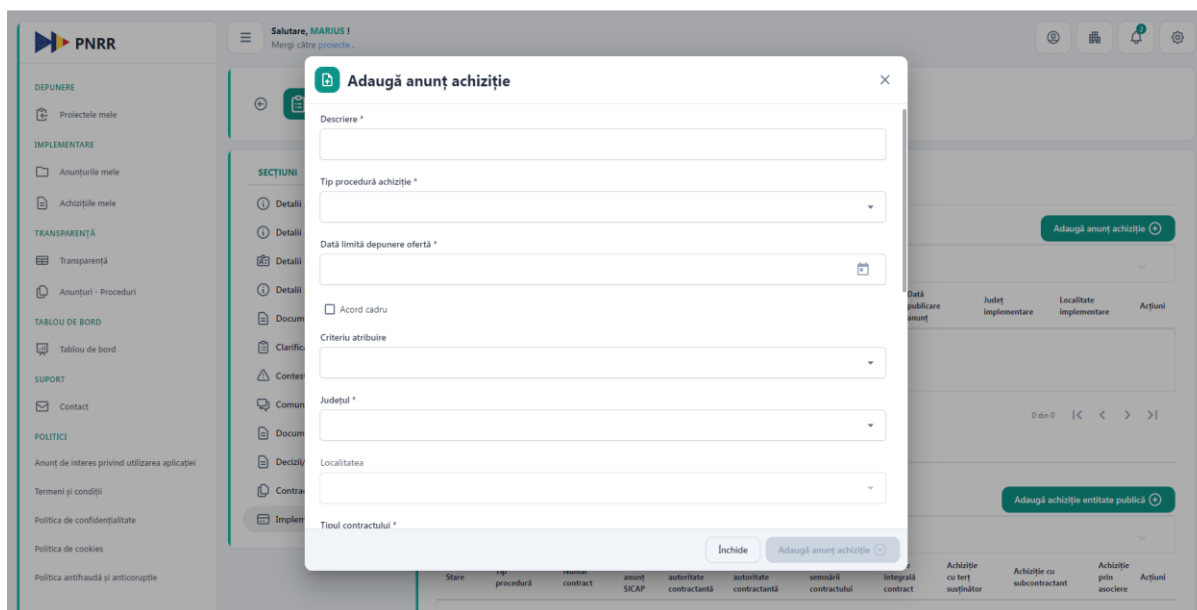 PNRR
Salutare, MARIUS !
Mergi către proiecte .
2
DEPUNERE
Proiectele mele
IMPLEMENTARE
Anunțurile mele
Achizițiile mele
TRANSPARENȚĂ
Transparență
Anunțuri - Proceduri
TABLOU DE BORD
Tablou de bord
SUPORT
Contact
POLITICI
Anunț de interes privind utilizarea aplicației
Termeni și condiții
Politica de confidențialitate
Politica de cookies
Politica antifraudă și anticorupție
SECȚIUNI
Detalii
Detalii
Detalii
Detalii
Docum
Clarific
Contes
Comun
Docum
Decizii/
Contrac
Implem
Adaugă anunț achiziție
Descriere *
Tip procedură achiziție *
Dată limită depunere ofertă *
Acord cadru
Criteriu atribuire
Județul *
Localitatea
Tipul contractului *
Închide
Adaugă anunț achiziție
Adaugă anunț achiziție
Dată publicare anunț
Județ implementare
Localitate implementare
Acțiuni
0 din 0
Adaugă achiziție entitate publică
Stare
Tip procedură
Număr contract
anunț SICAP
autoritate contractantă
autoritate contractantă
semnării contractului
integrală contract
Achiziție cu terț susținător
Achiziție cu subcontractant
Achiziție prin asociere
Acțiuni